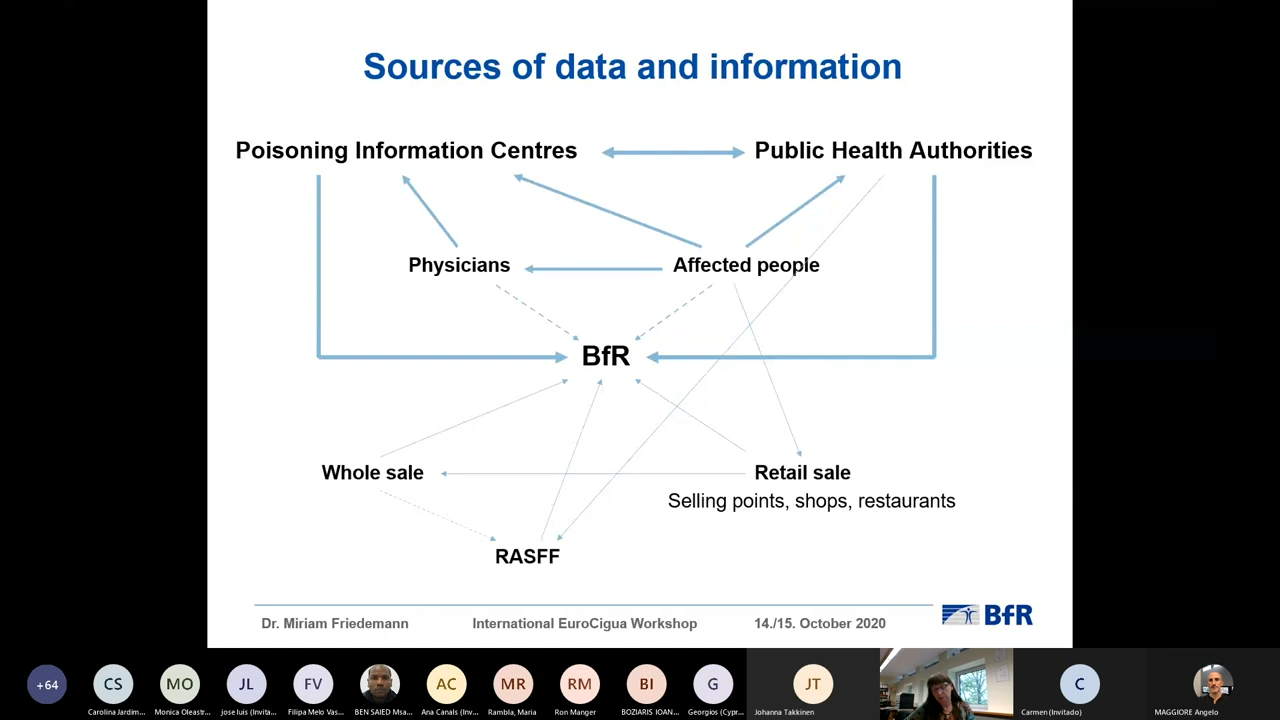 Sources of data and information
Poisoning Information Centres
Public Health Authorities
Physicians
Affected people
BfR
Whole sale
Retail sale
Selling points, shops, restaurants
RASFF
Dr. Miriam Friedemann
International EuroCigua Workshop
14./15. October 2020
BfR
+64
CS
MO
JL
FV
AC
MR
RM
BI
G
JT
C
Carolina Jardim...
Monica Oleastr...
jose luis (Invita...
Filipa Melo Vas...
BEN SAIED Msa...
Ana Canals (Inv...
Rambla, Maria
Ron Manger
BOZIARIS IOAN...
Georgios (Cypr...
Johanna Takkinen
Carmen (Invitado)
MAGGIORE Angelo